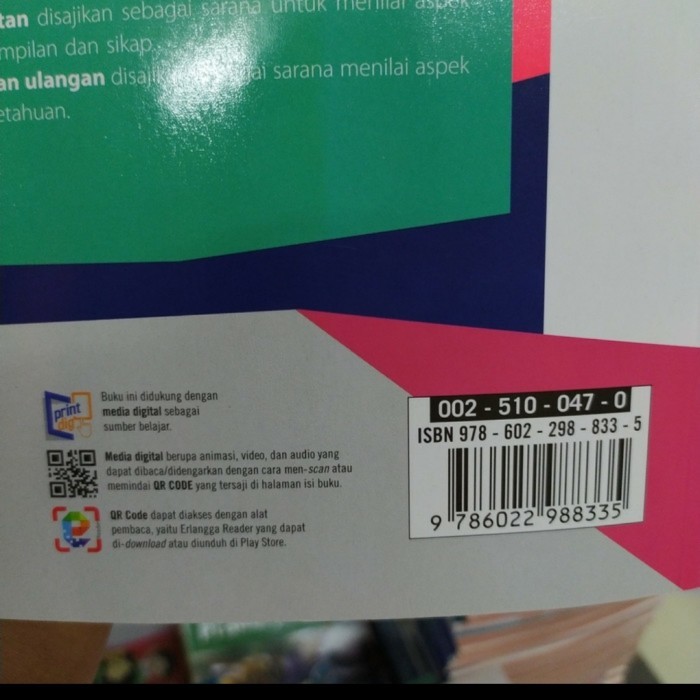 tan disajikan sebagai sarana untuk menilai aspek
mpilan dan sikap.
an ulangan sarana menilai aspek
etahuan.
print
dig
Buku ini didukung dengan
media digital sebagai
sumber belajar.
Media digital berupa animasi, video, dan audio yang
dapat dibaca/didengarkan dengan cara men-scan atau
memindai QR CODE yang tersaji di halaman isi buku.
QR Code dapat diakses dengan alat
pembaca, yaitu Erlangga Reader yang dapat
di-download atau diunduh di Play Store.
002 - 510 - 047 - 0
ISBN 978 - 602 - 298 - 833 - 5
9 786022 988335